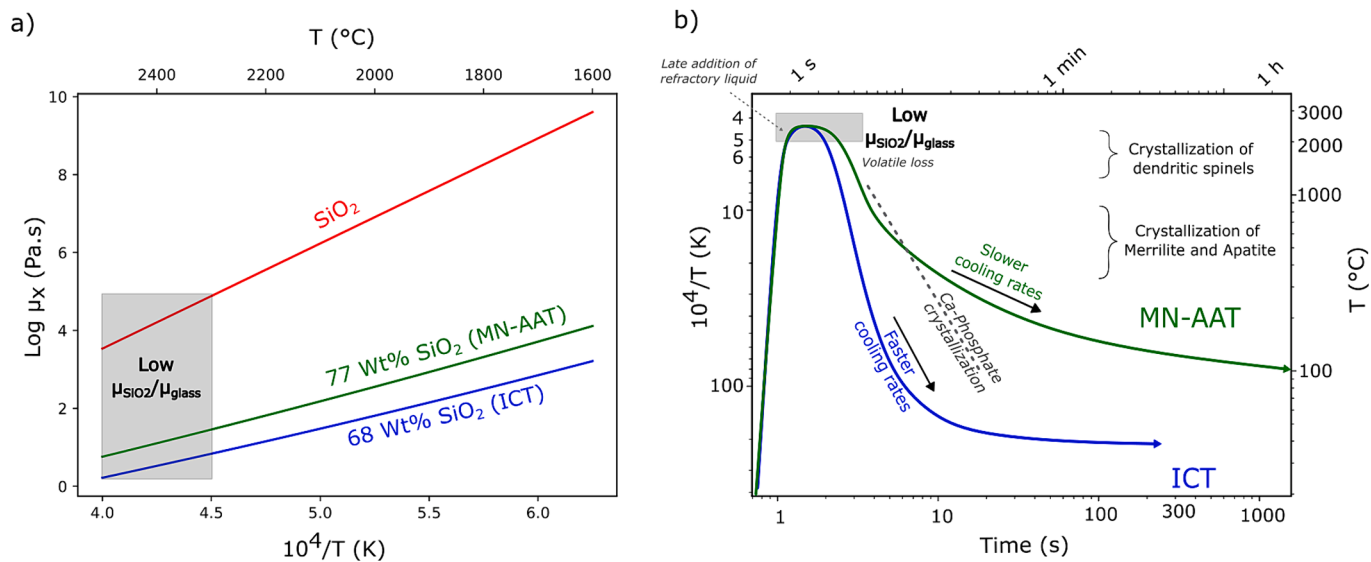 a)
T (°C)
2400 2200 2000 1800 1600
10
8
6
4
2
0
Log μx (Pa.s)
SiO2
77 Wt% SiO2 (MN-AAT)
68 Wt% SiO2 (ICT)
Low
μSIO2/μglass
4.0 4.5 5.0 5.5 6.0
10^4/T (K)
b)
Late addition of
refractory liquid
1 s
1 min
1 h
4
5
6
10
100
10^4/T (K)
Low
μSIO2/μglass
Volatile loss
Crystallization of
dendritic spinels
Crystallization of
Merrilite and Apatite
Slower
cooling rates
Faster
cooling rates
Ca-Phosphate
crystallization
MN-AAT
ICT
3000
2000
1000
100
T (°C)
1 10 100 300 1000
Time (s)